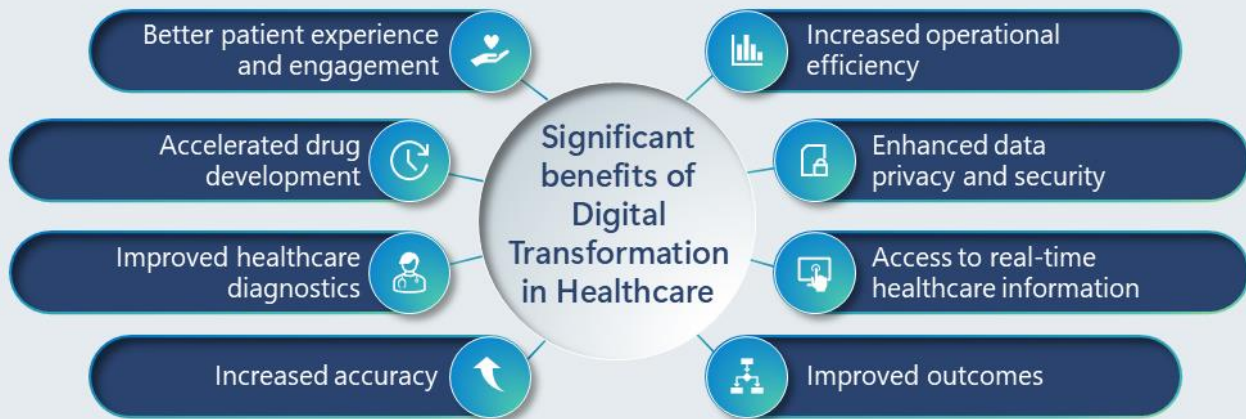 Better patient experience
and engagement
Accelerated drug
development
Improved healthcare
diagnostics
Increased accuracy
Significant
benefits of
Digital
Transformation
in Healthcare
Increased operational
efficiency
Enhanced data
privacy and security
Access to real-time
healthcare information
Improved outcomes